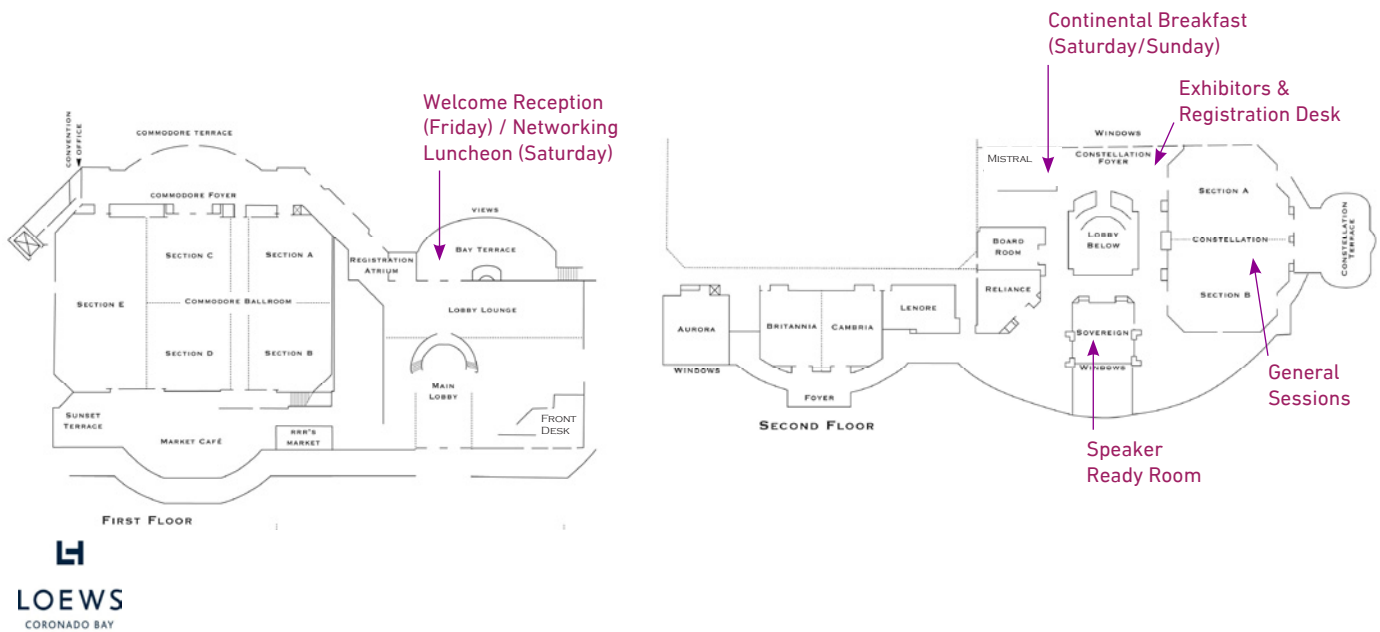 Welcome Reception
(Friday) / Networking
Luncheon (Saturday)
CONVENTION
OFFICE
COMMODORE TERRACE
COMMODORE FOYER
VIEWS
BAY TERRACE
REGISTRATION
ATRIUM
SECTION C
SECTION A
SECTION E
COMMODORE BALLROOM
LOBBY LOUNGE
SECTION D
SECTION B
MAIN
LOBBY
SUNSET
TERRACE
MARKET CAFÉ
RRR'S
MARKET
FRONT
DESK
FIRST FLOOR
LOEWS
CORONADO BAY
Continental Breakfast
(Saturday/Sunday)
Exhibitors &
Registration Desk
WINDOWS
MISTRAL
CONSTELLATION
FOYER
SECTION A
BOARD
ROOM
LOBBY
BELOW
CONSTELLATION
CONSTELLATION
TERRACE
RELIANCE
SECTION B
AURORA
BRITANNIA
CAMBRIA
LENORE
SOVEREIGN
WINDOWS
WINDOWS
FOYER
SECOND FLOOR
General
Sessions
Speaker
Ready Room